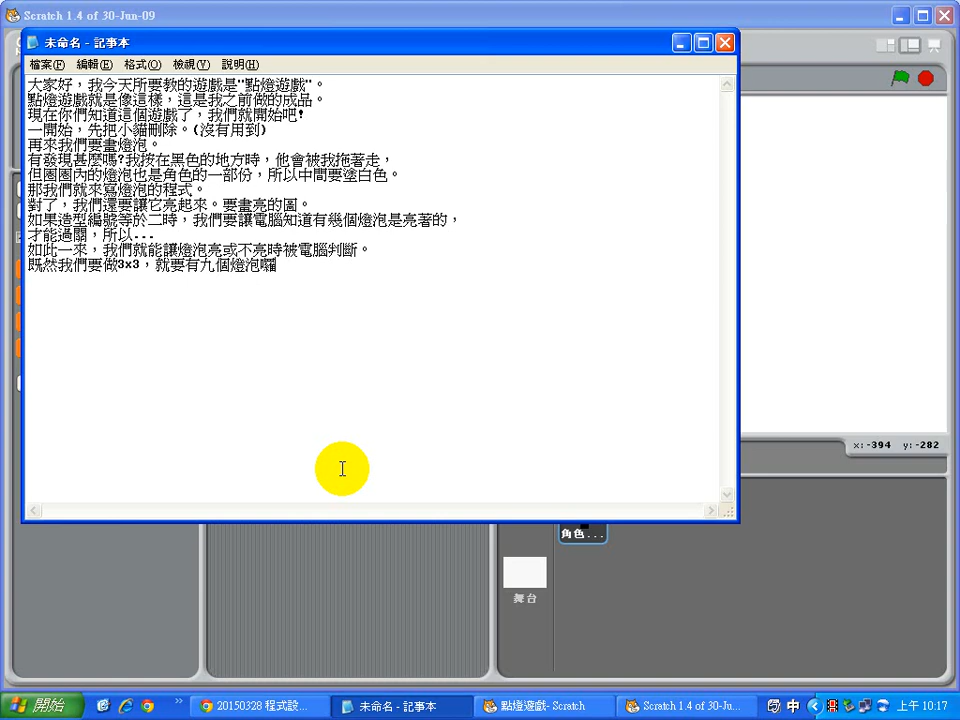 Scratch 1.4 of 30-Jun-09
未命名 - 記事本
檔案(F) 編輯(E) 格式(O) 檢視(V) 說明(H)
大家好，我今天所要教的遊戲是"點燈遊戲"。
點燈遊戲就是像這樣，這是我之前做的成品。
現在你們知道這個遊戲了，我們就開始吧!
一開始，先把小貓刪除。(沒有用到)
再來我們要畫燈泡。
有發現甚麼嗎?我按在黑色的地方時，他會被我拖著走，
但圈圈內的燈泡也是角色的一部份，所以中間要塗白色。
那我們就來寫燈泡的程式。
對了，我們還要讓它亮起來。要畫亮的圖。
如果造型編號等於二時，我們要讓電腦知道有幾個燈泡是亮著的，
才能過關，所以...
如此一來，我們就能讓燈泡亮或不亮時被電腦判斷。
既然我們要做3x3，就要有九個燈泡囉
x:-394 y:-282
角色...
舞台
開始
20150328 程式設...
未命名 - 記事本
點燈遊戲- Scratch
Scratch 1.4 of 30-Ju...
中
上午 10:17